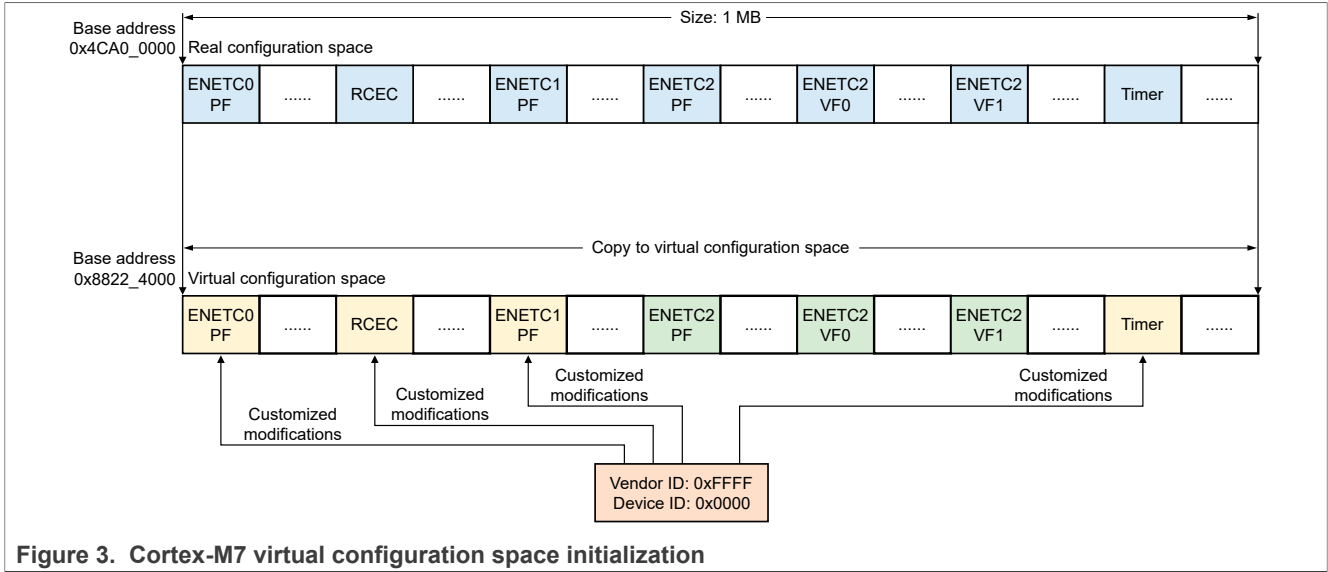 Size: 1 MB
Base address
0x4CA0_0000
Real configuration space
ENETC0
PF
......
RCEC
......
ENETC1
PF
......
ENETC2
PF
......
ENETC2
VF0
......
ENETC2
VF1
......
Timer
......
Copy to virtual configuration space
Base address
0x8822_4000
Virtual configuration space
ENETC0
PF
......
RCEC
......
ENETC1
PF
......
ENETC2
PF
......
ENETC2
VF0
......
ENETC2
VF1
......
Timer
......
Customized
modifications
Customized
modifications
Customized
modifications
Customized
modifications
Vendor ID: 0xFFFF
Device ID: 0x0000
Figure 3. Cortex-M7 virtual configuration space initialization